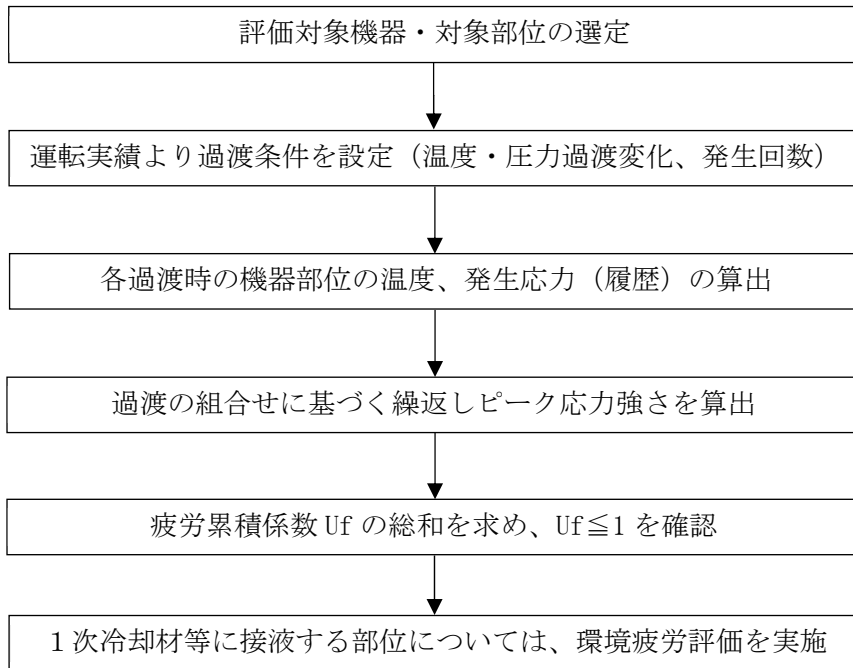 評価対象機器・対象部位の選定
運転実績より過渡条件を設定（温度・圧力過渡変化、発生回数）
各過渡時の機器部位の温度、発生応力（履歴）の算出
過渡の組合せに基づく繰返しピーク応力強さを算出
疲労累積係数 Uf の総和を求め、Uf≦1 を確認
１次冷却材等に接液する部位については、環境疲労評価を実施